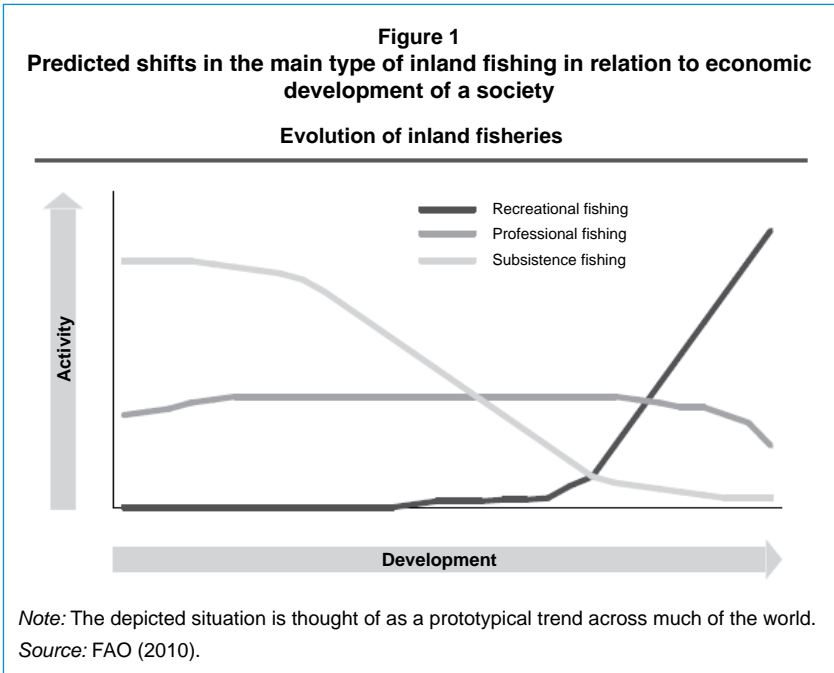 Figure 1
Predicted shifts in the main type of inland fishing in relation to economic
development of a society
Evolution of inland fisheries
Recreational fishing
Professional fishing
Subsistence fishing
Activity
Development
Note: The depicted situation is thought of as a prototypical trend across much of the world.
Source: FAO (2010).